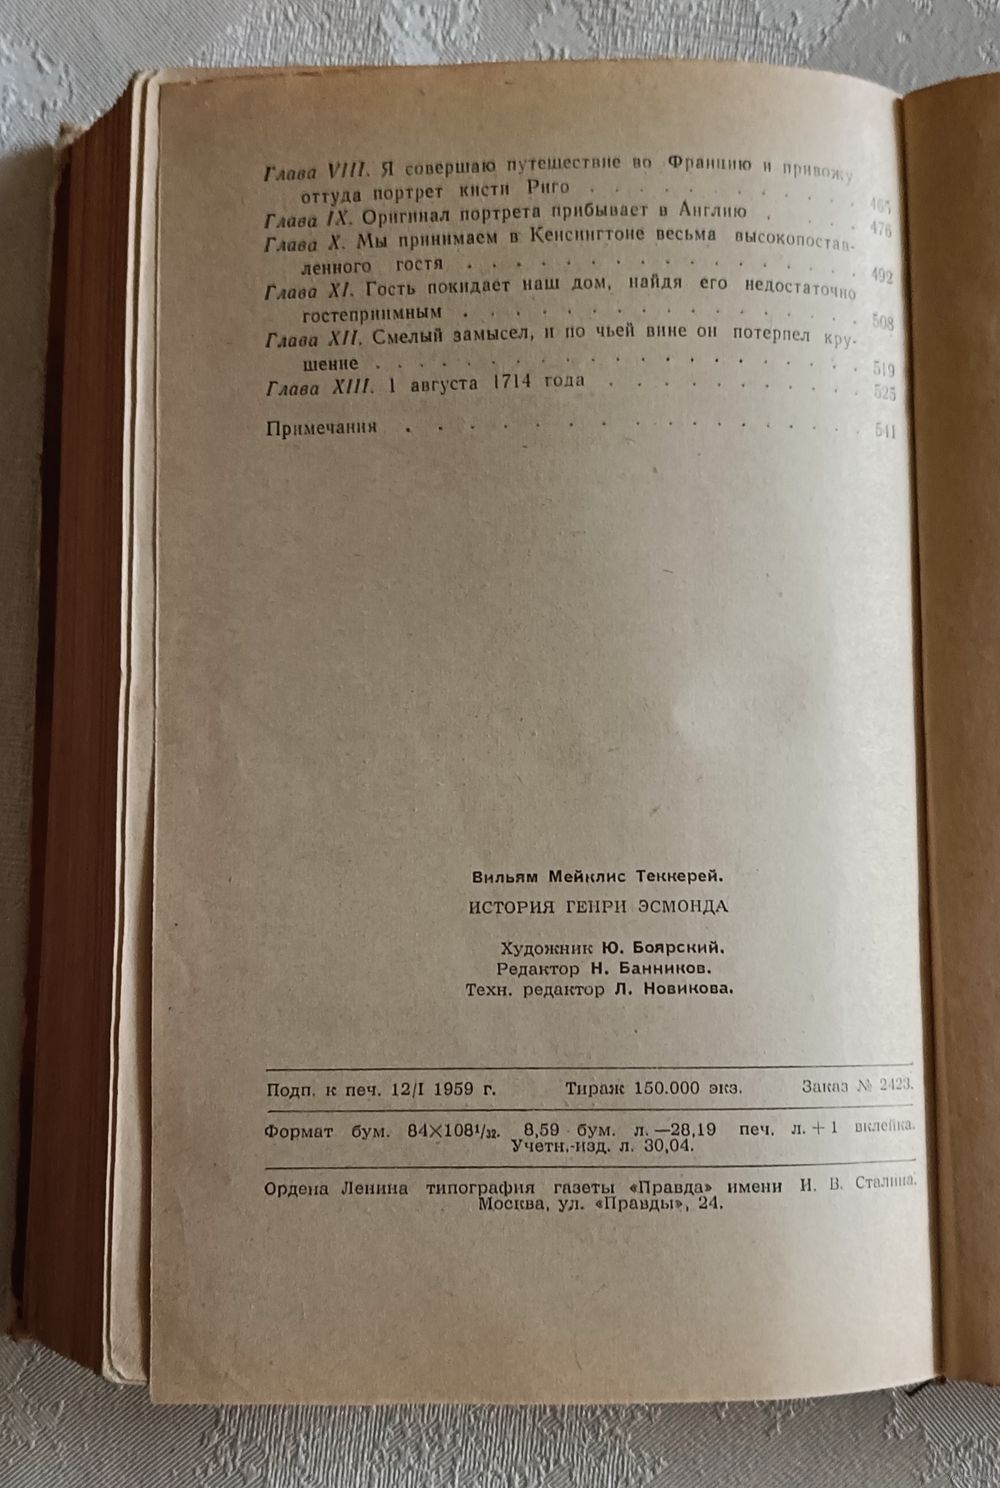 Глава VIII. Я совершаю путешествие во Францию и привожу
оттуда портрет кисти Риго . . . . . . . . . . . 465
Глава IX. Оригинал портрета прибывает в Англию . . . 476
Глава X. Мы принимаем в Кенсингтоне весьма высокопостав-
ленного гостя . . . . . . . . . . . . . . . . 492
Глава XI. Гость покидает наш дом, найдя его недостаточно
гостеприимным . . . . . . . . . . . . . . . . 508
Глава XII. Смелый замысел, и по чьей вине он потерпел кру-
шение . . . . . . . . . . . . . . . . . . . 519
Глава XIII. 1 августа 1714 года . . . . . . . . . . 525
Примечания . . . . . . . . . . . . . . . . . 541
Вильям Мейклис Теккерей.
ИСТОРИЯ ГЕНРИ ЭСМОНДА
Художник Ю. Боярский.
Редактор Н. Банников.
Техн. редактор Л. Новикова.
Подп. к печ. 12/I 1959 г. Тираж 150.000 экз. Заказ № 2423.
Формат бум. 84×108¹/₃₂. 8,59 бум. л.—28,19 печ. л.+1 вклейка.
Учетн.-изд. л. 30,04.
Ордена Ленина типография газеты «Правда» имени И. В. Сталина.
Москва, ул. «Правды», 24.